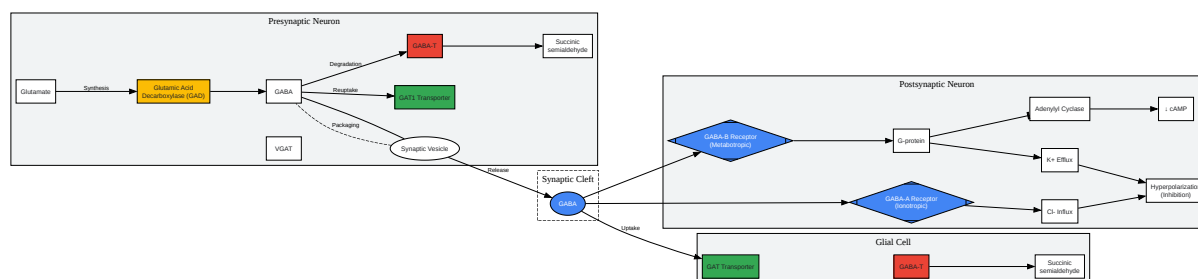 Presynaptic Neuron
Glutamate
Synthesis
Glutamic Acid
Decarboxylase (GAD)
GABA
Degradation
GABA-T
Succinic
semialdehyde
Reuptake
GAT1 Transporter
Packaging
VGAT
Synaptic Vesicle
Release
Synaptic Cleft
GABA
Uptake
Postsynaptic Neuron
GABA-B Receptor
(Metabotropic)
G-protein
Adenylyl Cyclase
↓ cAMP
K+ Efflux
GABA-A Receptor
(Ionotropic)
Cl- Influx
Hyperpolarization
(Inhibition)
Glial Cell
GAT Transporter
GABA-T
Succinic
semialdehyde